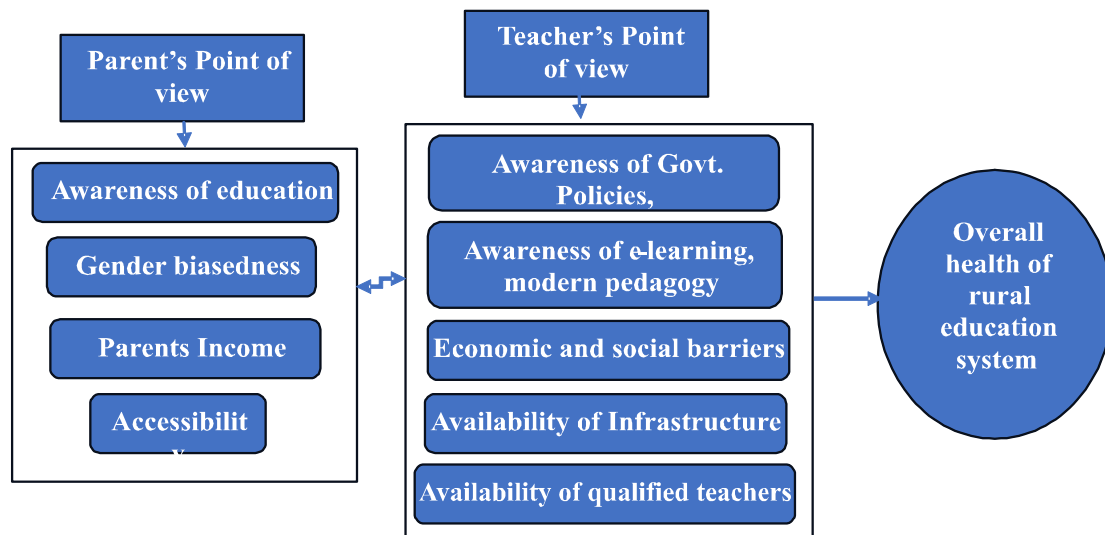 Parent’s Point of
view
Awareness of education
Gender biasedness
Parents Income
Accessibilit
y
Teacher’s Point
of view
Awareness of Govt.
Policies,
Awareness of e-learning,
modern pedagogy
Economic and social barriers
Availability of Infrastructure
Availability of qualified teachers
Overall
health of
rural
education
system